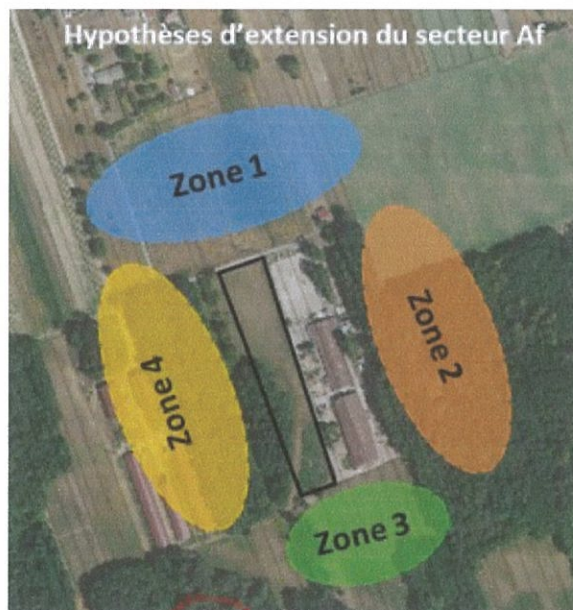 Hypothèses d'extension du secteur Af
Zone 1
Zone 2
Zone 4
Zone 3